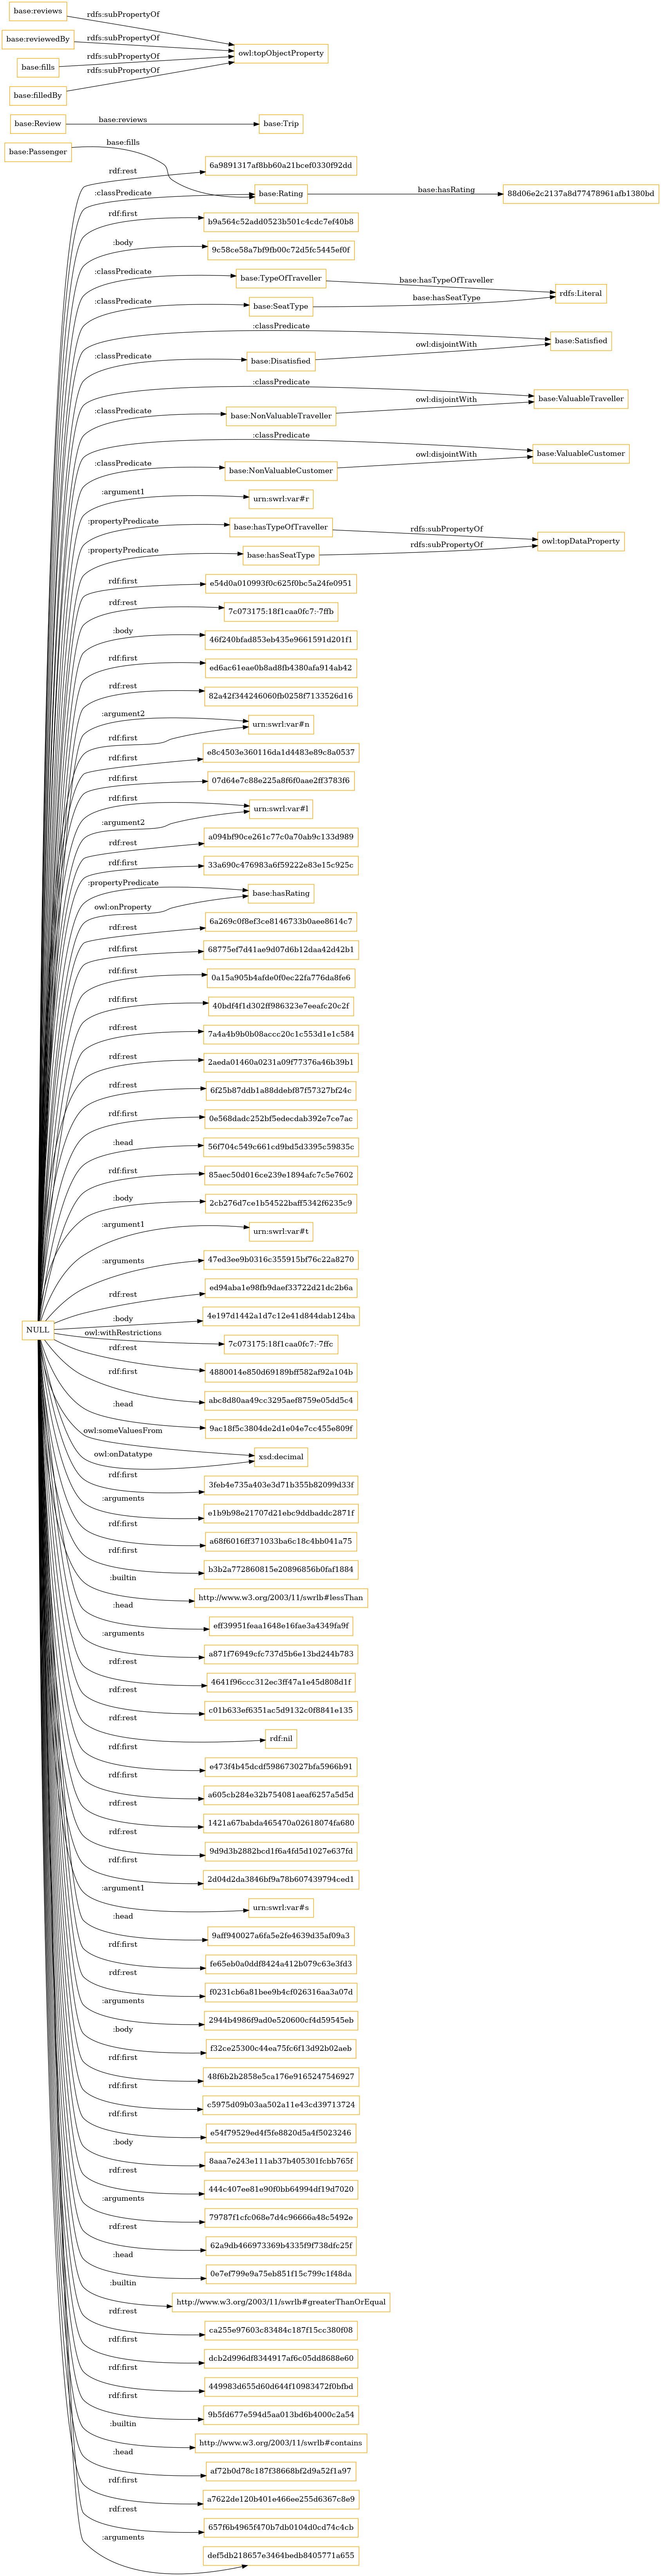 base:reviews
rdfs:subPropertyOf
base:reviewedBy
rdfs:subPropertyOf
owl:topObjectProperty
base:fills
rdfs:subPropertyOf
rdfs:subPropertyOf
base:filledBy
base:Review
base:reviews
base:Trip
base:Passenger
base:fills
rdf:rest
6a9891317af8bb60a21bcef0330f92dd
:classPredicate
base:Rating
base:hasRating
88d06e2c2137a8d77478961afb1380bd
rdf:first
b9a564c52add0523b501c4cdc7ef40b8
:body
9c58ce58a7bf9fb00c72d5fc5445ef0f
:classPredicate
base:TypeOfTraveller
base:hasTypeOfTraveller
rdfs:Literal
:classPredicate
base:SeatType
base:hasSeatType
:classPredicate
base:Satisfied
:classPredicate
base:Disatisfied
owl:disjointWith
:classPredicate
base:ValuableTraveller
:classPredicate
base:NonValuableTraveller
owl:disjointWith
:classPredicate
base:ValuableCustomer
:classPredicate
base:NonValuableCustomer
owl:disjointWith
:argument1
urn:swrl:var#r
:propertyPredicate
base:hasTypeOfTraveller
rdfs:subPropertyOf
owl:topDataProperty
:propertyPredicate
base:hasSeatType
rdfs:subPropertyOf
rdf:first
e54d0a010993f0c625f0bc5a24fe0951
rdf:rest
7c073175:18f1caa0fc7:-7ffb
:body
46f240bfad853eb435e9661591d201f1
rdf:first
ed6ac61eae0b8ad8fb4380afa914ab42
rdf:rest
82a42f344246060fb0258f7133526d16
:argument2
urn:swrl:var#n
rdf:first
rdf:first
e8c4503e360116da1d4483e89c8a0537
rdf:first
07d64e7c88e225a8f6f0aae2ff3783f6
rdf:first
urn:swrl:var#l
:argument2
rdf:rest
a094bf90ce261c77c0a70ab9c133d989
rdf:first
33a690c476983a6f59222e83e15c925c
:propertyPredicate
base:hasRating
owl:onProperty
rdf:rest
6a269c0f8ef3ce8146733b0aee8614c7
rdf:first
68775ef7d41ae9d07d6b12daa42d42b1
rdf:first
0a15a905b4afde0f0ec22fa776da8fe6
rdf:first
40bdf4f1d302ff986323e7eeafc20c2f
rdf:rest
7a4a4b9b0b08accc20c1c553d1e1c584
rdf:rest
2aeda01460a0231a09f77376a46b39b1
rdf:rest
6f25b87ddb1a88ddebf87f57327bf24c
rdf:first
0e568dadc252bf5edecdab392e7ce7ac
:head
56f704c549c661cd9bd5d3395c59835c
rdf:first
85aec50d016ce239e1894afc7c5e7602
:body
2cb276d7ce1b54522baff5342f6235c9
:argument1
urn:swrl:var#t
:arguments
47ed3ee9b0316c355915bf76c22a8270
rdf:rest
ed94aba1e98fb9daef33722d21dc2b6a
:body
4e197d1442a1d7c12e41d844dab124ba
NULL
owl:withRestrictions
7c073175:18f1caa0fc7:-7ffc
rdf:rest
4880014e850d69189bff582af92a104b
rdf:first
abc8d80aa49cc3295aef8759e05dd5c4
:head
9ac18f5c3804de2d1e04e7cc455e809f
owl:someValuesFrom
xsd:decimal
owl:onDatatype
rdf:first
3feb4e735a403e3d71b355b82099d33f
:arguments
e1b9b98e21707d21ebc9ddbaddc2871f
rdf:first
a68f6016ff371033ba6c18c4bb041a75
rdf:first
b3b2a772860815e20896856b0faf1884
:builtin
http://www.w3.org/2003/11/swrlb#lessThan
:head
eff39951feaa1648e16fae3a4349fa9f
:arguments
a871f76949cfc737d5b6e13bd244b783
rdf:rest
4641f96ccc312ec3ff47a1e45d808d1f
rdf:rest
c01b633ef6351ac5d9132c0f8841e135
rdf:rest
rdf:nil
rdf:first
e473f4b45dcdf598673027bfa5966b91
rdf:first
a605cb284e32b754081aeaf6257a5d5d
rdf:rest
1421a67babda465470a02618074fa680
rdf:rest
9d9d3b2882bcd1f6a4fd5d1027e637fd
rdf:first
2d04d2da3846bf9a78b607439794ced1
:argument1
urn:swrl:var#s
:head
9aff940027a6fa5e2fe4639d35af09a3
rdf:first
fe65eb0a0ddf8424a412b079c63e3fd3
rdf:rest
f0231cb6a81bee9b4cf026316aa3a07d
:arguments
2944b4986f9ad0e520600cf4d59545eb
:body
f32ce25300c44ea75fc6f13d92b02aeb
rdf:first
48f6b2b2858e5ca176e9165247546927
rdf:first
c5975d09b03aa502a11e43cd39713724
rdf:first
e54f79529ed4f5fe8820d5a4f5023246
:body
8aaa7e243e111ab37b405301fcbb765f
rdf:rest
444c407ee81e90f0bb64994df19d7020
:arguments
79787f1cfc068e7d4c96666a48c5492e
rdf:rest
62a9db466973369b4335f9f738dfc25f
:head
0e7ef799e9a75eb851f15c799c1f48da
:builtin
http://www.w3.org/2003/11/swrlb#greaterThanOrEqual
rdf:rest
ca255e97603c83484c187f15cc380f08
rdf:first
dcb2d996df8344917af6c05dd8688e60
rdf:first
449983d655d60d644f10983472f0bfbd
rdf:first
9b5fd677e594d5aa013bd6b4000c2a54
:builtin
http://www.w3.org/2003/11/swrlb#contains
:head
af72b0d78c187f38668bf2d9a52f1a97
rdf:first
a7622de120b401e466ee255d6367c8e9
rdf:rest
657f6b4965f470b7db0104d0cd74c4cb
:arguments
def5db218657e3464bedb8405771a655